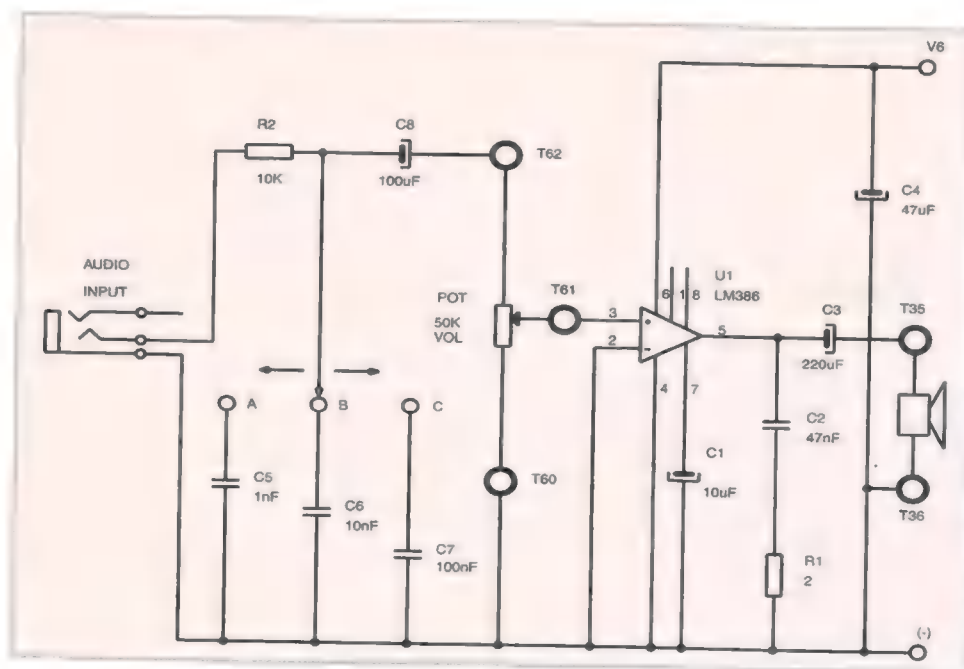 V6
R2
C8
T62
10K
100uF
C4
47uF
AUDIO
INPUT
U1
LM386
POT
50K
VOL
T61
6 1 8
3
2
5
C3
T35
220uF
4
7
A
B
C
C2
47nF
C5
1nF
C6
10nF
T60
C1
10uF
T36
C7
100nF
R1
2
(-)